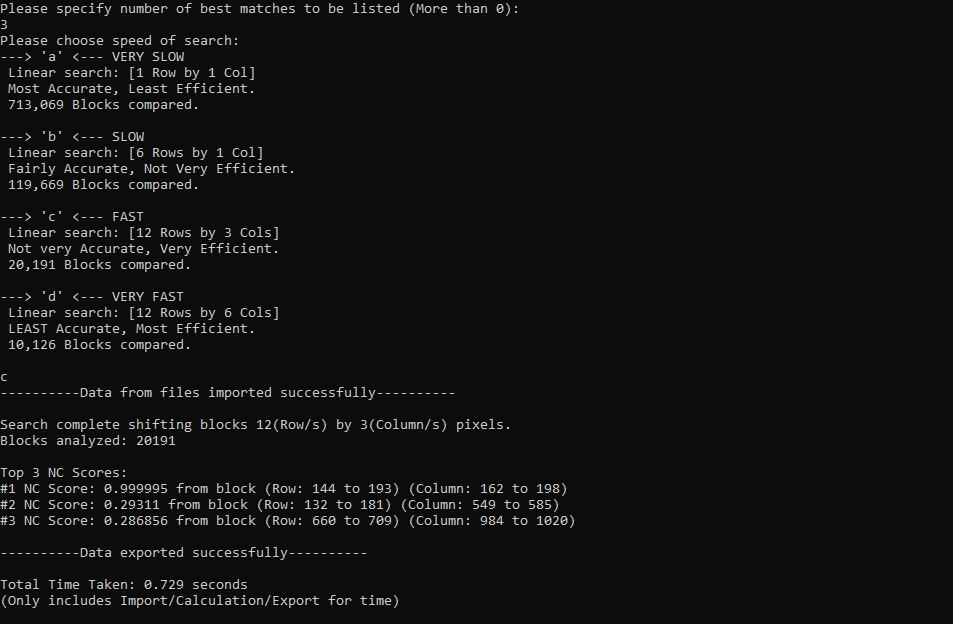 Please specify number of best matches to be listed (More than 0):
3
Please choose speed of search:
---> 'a' <--- VERY SLOW
Linear search: [1 Row by 1 Col]
Most Accurate, Least Efficient.
713,069 Blocks compared.
---> 'b' <--- SLOW
Linear search: [6 Rows by 1 Col]
Fairly Accurate, Not Very Efficient.
119,669 Blocks compared.
---> 'c' <--- FAST
Linear search: [12 Rows by 3 Cols]
Not very Accurate, Very Efficient.
20,191 Blocks compared.
---> 'd' <--- VERY FAST
Linear search: [12 Rows by 6 Cols]
LEAST Accurate, Most Efficient.
10,126 Blocks compared.
c
----------Data from files imported successfully----------
Search complete shifting blocks 12(Row/s) by 3(Column/s) pixels.
Blocks analyzed: 20191
Top 3 NC Scores:
#1 NC Score: 0.999995 from block (Row: 144 to 193) (Column: 162 to 198)
#2 NC Score: 0.29311 from block (Row: 132 to 181) (Column: 549 to 585)
#3 NC Score: 0.286856 from block (Row: 660 to 709) (Column: 984 to 1020)
----------Data exported successfully----------
Total Time Taken: 0.729 seconds
(Only includes Import/Calculation/Export for time)